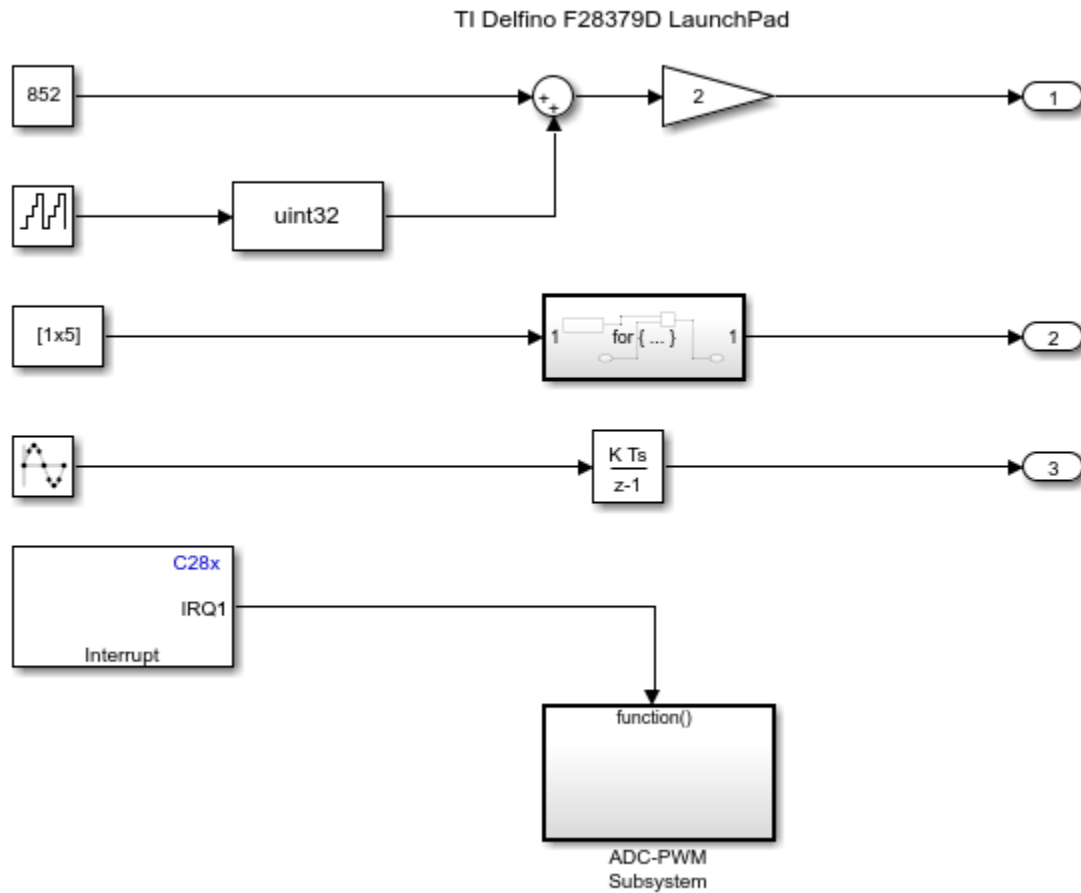 TI Delfino F28379D LaunchPad
852
+
+
2
1
uint32
[1x5]
1
for { ... }
1
2
K Ts
z-1
3
C28x
IRQ1
Interrupt
function()
ADC-PWM
Subsystem